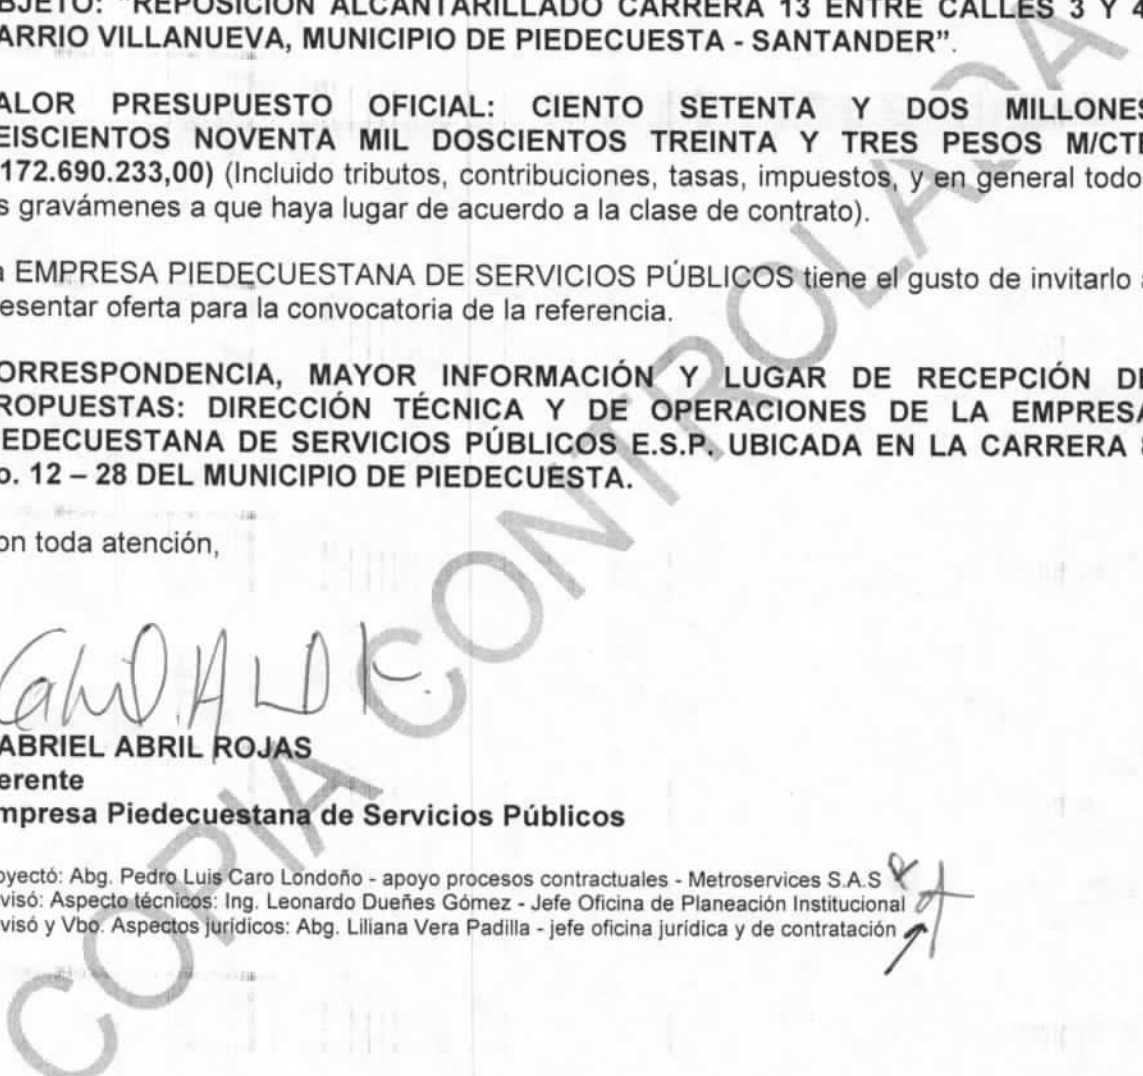 BJETO: "REPOSICIÓN ALCANTARILLADO CARRERA 13 ENTRE CALLES 3 Y 4
ARRIO VILLANUEVA, MUNICIPIO DE PIEDECUESTA - SANTANDER".
ALOR PRESUPUESTO OFICIAL: CIENTO SETENTA Y DOS MILLONES
EISCIENTOS NOVENTA MIL DOSCIENTOS TREINTA Y TRES PESOS M/CTE
172.690.233,00) (Incluido tributos, contribuciones, tasas, impuestos, y en general todos
s gravámenes a que haya lugar de acuerdo a la clase de contrato).
a EMPRESA PIEDECUESTANA DE SERVICIOS PÚBLICOS tiene el gusto de invitarlo a
esentar oferta para la convocatoria de la referencia.
ORRESPONDENCIA, MAYOR INFORMACIÓN Y LUGAR DE RECEPCIÓN DE
ROPUESTAS: DIRECCIÓN TÉCNICA Y DE OPERACIONES DE LA EMPRESA
IEDECUESTANA DE SERVICIOS PÚBLICOS E.S.P. UBICADA EN LA CARRERA 8
o. 12 – 28 DEL MUNICIPIO DE PIEDECUESTA.
on toda atención,
ABRIEL ABRIL ROJAS
erente
mpresa Piedecuestana de Servicios Públicos
oyectó: Abg. Pedro Luis Caro Londoño - apoyo procesos contractuales - Metroservices S.A.S
visó: Aspecto técnicos: Ing. Leonardo Dueñes Gómez - Jefe Oficina de Planeación Institucional
visó y Vbo. Aspectos jurídicos: Abg. Liliana Vera Padilla - jefe oficina jurídica y de contratación
COPIA CONTROLADA